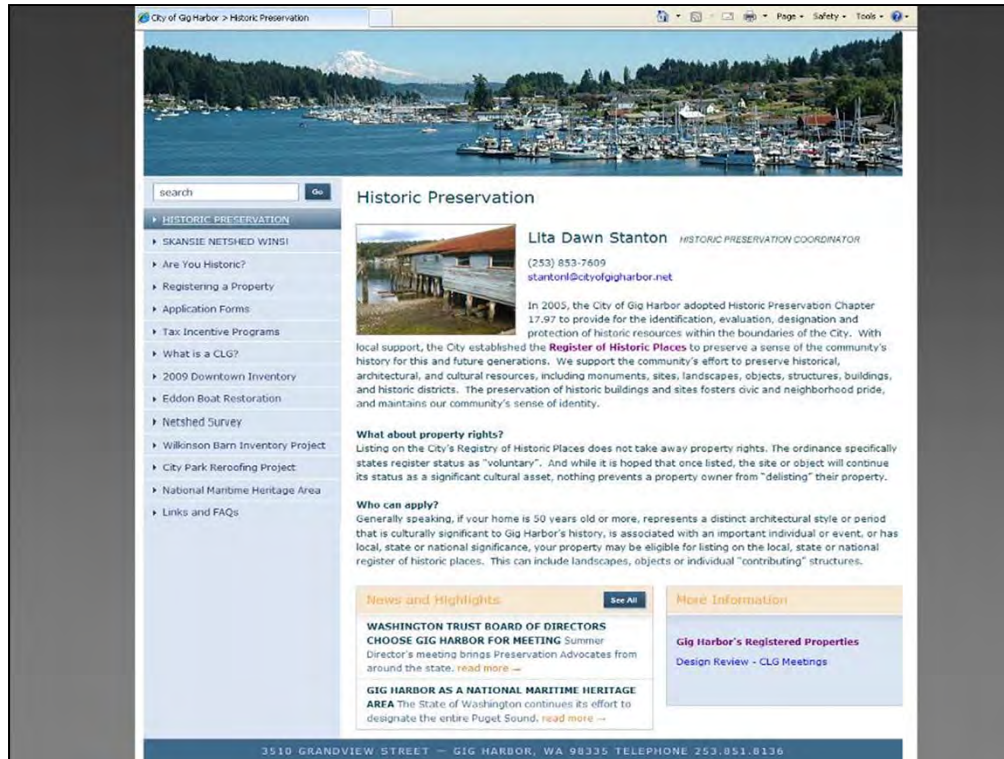 City of Gig Harbor > Historic Preservation
Page Safety Tools
search Go
HISTORIC PRESERVATION
SKANSIE NETSHED WINS!
Are You Historic?
Registering a Property
Application Forms
Tax Incentive Programs
What is a CLG?
2009 Downtown Inventory
Eddon Boat Restoration
Netshed Survey
Wilkinson Barn Inventory Project
City Park Reroofing Project
National Maritime Heritage Area
Links and FAQs
Historic Preservation
Lita Dawn Stanton HISTORIC PRESERVATION COORDINATOR
(253) 853-7609
stantonl@cityofgigharbor.net
In 2005, the City of Gig Harbor adopted Historic Preservation Chapter
17.97 to provide for the identification, evaluation, designation and
protection of historic resources within the boundaries of the City. With
local support, the City established the Register of Historic Places to preserve a sense of the community's
history for this and future generations. We support the community's effort to preserve historical,
architectural, and cultural resources, including monuments, sites, landscapes, objects, structures, buildings,
and historic districts. The preservation of historic buildings and sites fosters civic and neighborhood pride,
and maintains our community's sense of identity.
What about property rights?
Listing on the City's Registry of Historic Places does not take away property rights. The ordinance specifically
states register status as "voluntary". And while it is hoped that once listed, the site or object will continue
its status as a significant cultural asset, nothing prevents a property owner from "delisting" their property.
Who can apply?
Generally speaking, if your home is 50 years old or more, represents a distinct architectural style or period
that is culturally significant to Gig Harbor's history, is associated with an important individual or event, or has
local, state or national significance, your property may be eligible for listing on the local, state or national
register of historic places. This can include landscapes, objects or individual "contributing" structures.
News and Highlights See All
WASHINGTON TRUST BOARD OF DIRECTORS
CHOOSE GIG HARBOR FOR MEETING Summer
Director's meeting brings Preservation Advocates from
around the state. read more →
GIG HARBOR AS A NATIONAL MARITIME HERITAGE
AREA The State of Washington continues its effort to
designate the entire Puget Sound. read more →
More Information
Gig Harbor's Registered Properties
Design Review - CLG Meetings
3510 GRANDVIEW STREET — GIG HARBOR, WA 98335 TELEPHONE 253.851.8136